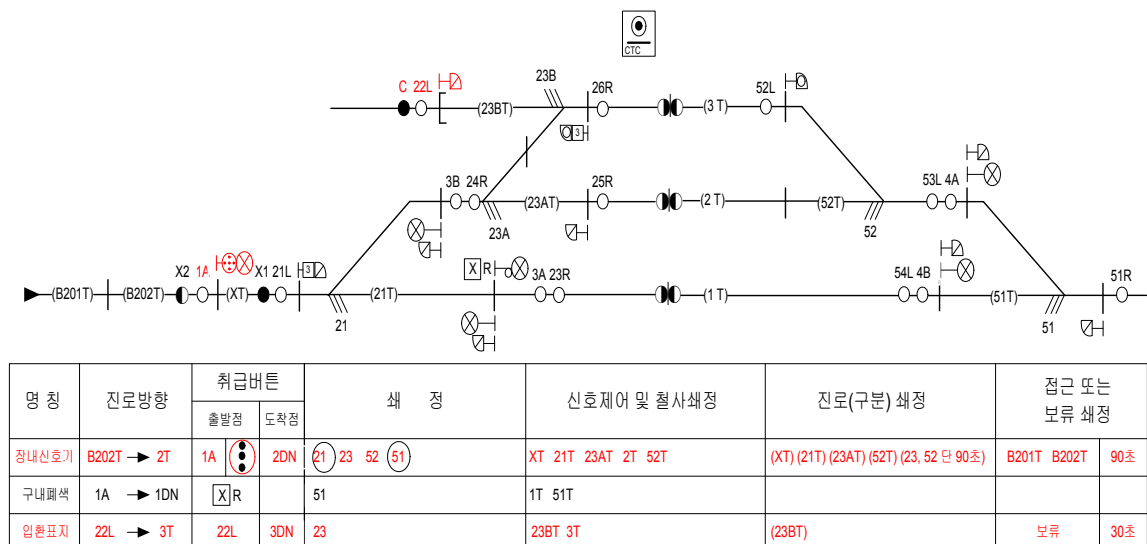 CTC
23B 26R 52L
C 22L
(23BT) (3 T)
3
3B 24R 25R 53L 4A
(23AT) (2 T) (52T)
23A 52
X2 1A X1 21L 3 X R 3A 23R 54L 4B 51R
(B201T) (B202T) (XT) (21T) (1 T) (51T)
21 51
명 칭 진로방향 취급버튼 쇄 정 신호제어 및 철사쇄정 진로(구분) 쇄정 접근 또는
보류 쇄정
출발점 도착점
장내신호기 B202T 2T 1A 2DN 21 23 52 51 XT 21T 23AT 2T 52T (XT) (21T) (23AT) (52T) (23, 52 단 90초) B201T B202T 90초
구내폐색 1A 1DN X R 51 1T 51T
입환표지 22L 3T 22L 3DN 23 23BT 3T (23BT) 보류 30초